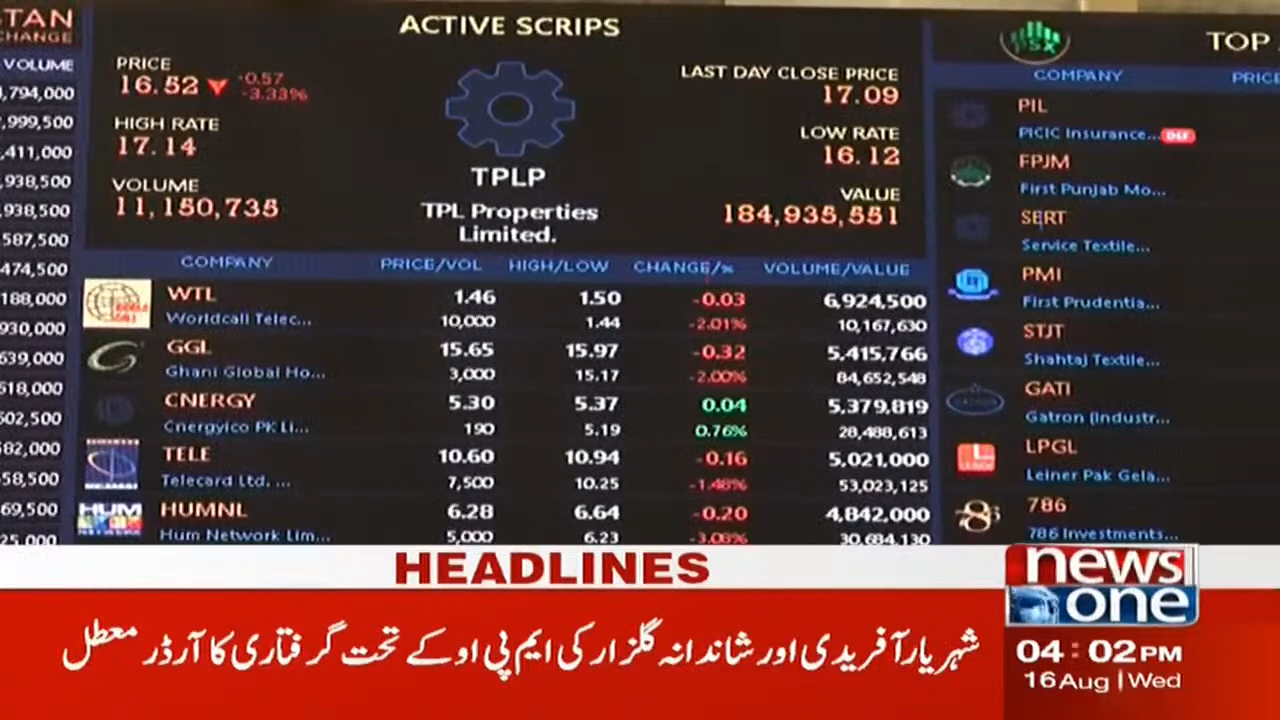 TAN
CHANGE
VOLUME
,794,000
,999,500
,411,000
,938,500
,938,500
,587,500
,474,500
188,000
930,000
639,000
618,000
602,500
582,000
58,500
69,500
25,000
ACTIVE SCRIPS
PRICE
16.52 ▼ -0.57
-3.33%
HIGH RATE
17.14
VOLUME
11,150,735
TPLP
TPL Properties
Limited.
LAST DAY CLOSE PRICE
17.09
LOW RATE
16.12
VALUE
184,935,551
COMPANY PRICE/VOL HIGH/LOW CHANGE/% VOLUME/VALUE
WTL 1.46 1.50 -0.03 6,924,500
Worldcall Telec... 10,000 1.44 -2.01% 10,167,630
GGL 15.65 15.97 -0.32 5,415,766
Ghani Global Ho... 3,000 15.17 -2.00% 84,652,548
CNERGY 5.30 5.37 0.04 5,379,819
Cnergyico PK Li... 190 5.19 0.76% 28,488,613
TELE 10.60 10.94 -0.16 5,021,000
Telecard Ltd. ... 7,500 10.25 -1.48% 53,023,125
HUM
HUMNL 6.28 6.64 -0.20 4,842,000
Hum Network Lim... 5,000 6.23 -3.08% 30,684,130
PSX
TOP
COMPANY PRICE
PIL
PICIC Insurance... DEF
FPJM
First Punjab Mo...
SERT
Service Textile...
PMI
First Prudentia...
STJT
Shahtaj Textile...
GATI
Gatron (Industr...
LPGL
Leiner Pak Gela...
786
786 Investments...
HEADLINES
شہریار آفریدی اور شاندانہ گلزار کی ایم پی او کے تحت گرفتاری کا آرڈر معطل
news
one
04:02PM
16Aug|Wed